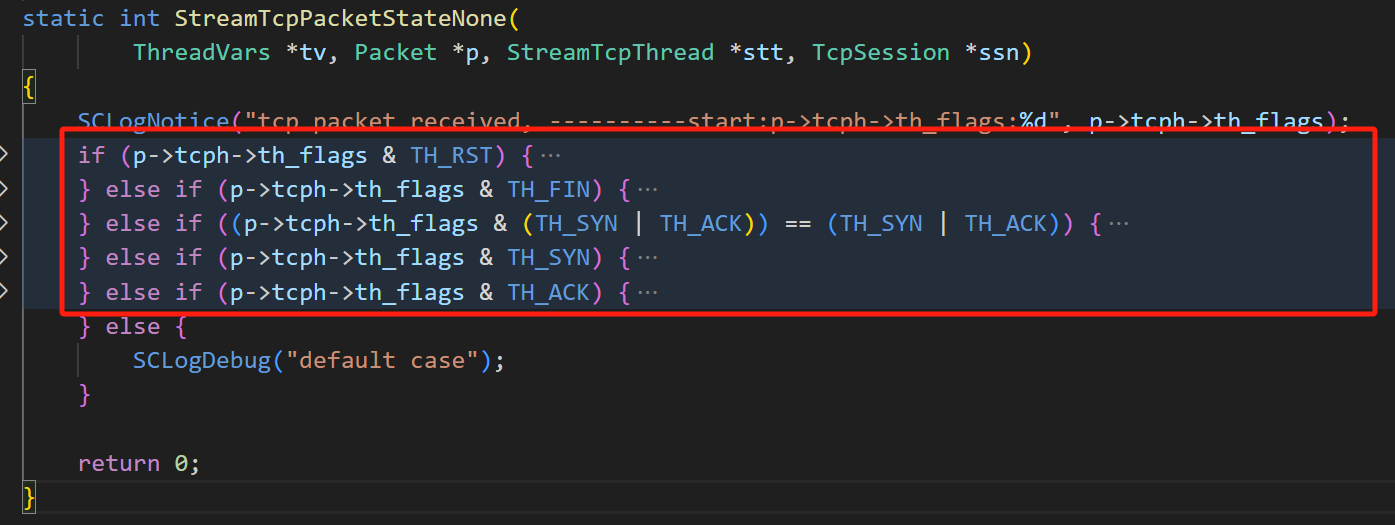 static int StreamTcpPacketStateNone(
ThreadVars *tv, Packet *p, StreamTcpThread *stt, TcpSession *ssn)
{
SCLogNotice("tcp packet received, ----------start:p->tcph->th_flags:%d", p->tcph->th_flags);
if (p->tcph->th_flags & TH_RST) {···
} else if (p->tcph->th_flags & TH_FIN) {···
} else if ((p->tcph->th_flags & (TH_SYN | TH_ACK)) == (TH_SYN | TH_ACK)) {···
} else if (p->tcph->th_flags & TH_SYN) {···
} else if (p->tcph->th_flags & TH_ACK) {···
} else {
SCLogDebug("default case");
}
return 0;
}